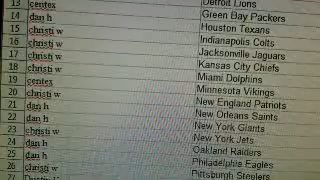 13 centex Detroit Lions
14 dan h Green Bay Packers
15 christi w Houston Texans
16 christi w Indianapolis Colts
17 christi w Jacksonville Jaguars
18 christi w Kansas City Chiefs
19 centex Miami Dolphins
20 christi w Minnesota Vikings
21 dan h New England Patriots
22 dan h New Orleans Saints
23 christi w New York Giants
24 dan h New York Jets
25 dan h Oakland Raiders
26 christi w Philadelphia Eagles
27 Pittsburgh Steelers